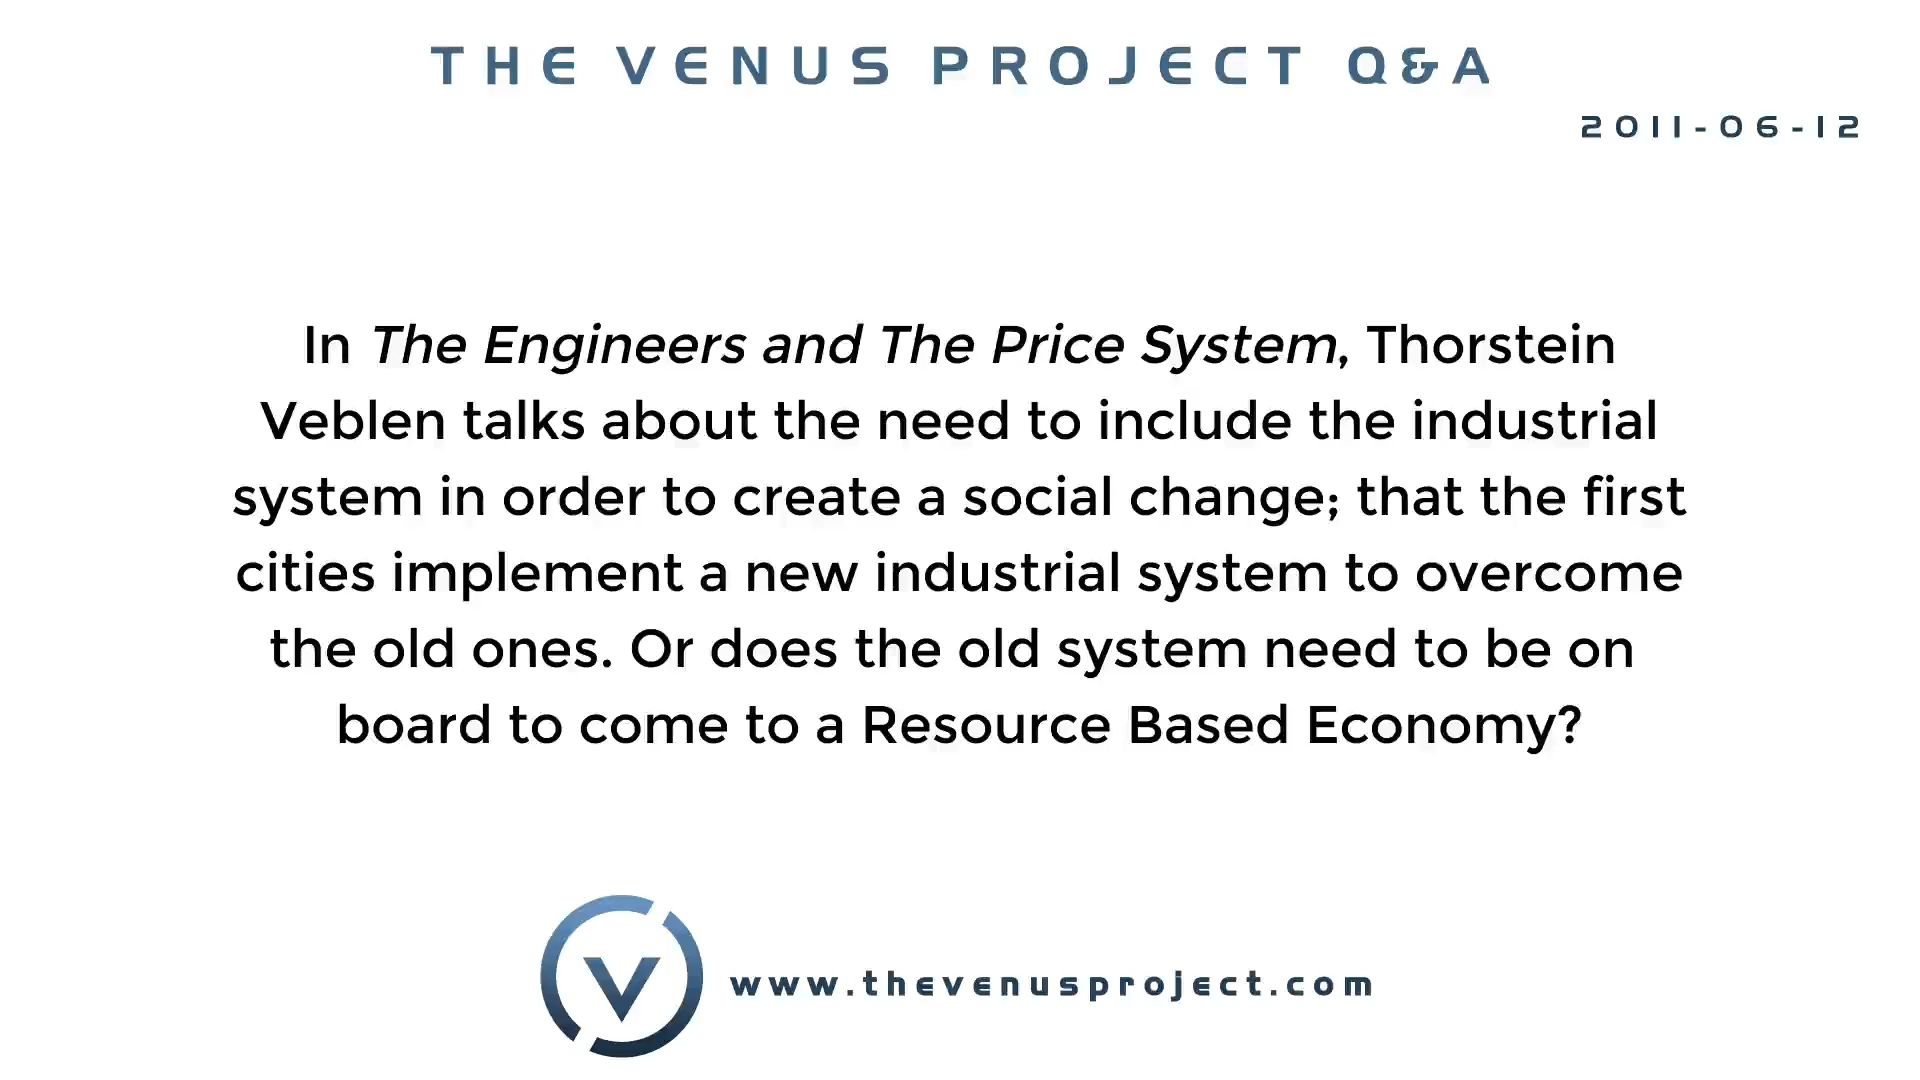 THE VENUS PROJECT Q&A
2011-06-12
In The Engineers and The Price System, Thorstein
Veblen talks about the need to include the industrial
system in order to create a social change; that the first
cities implement a new industrial system to overcome
the old ones. Or does the old system need to be on
board to come to a Resource Based Economy?
V
www.thevenusproject.com